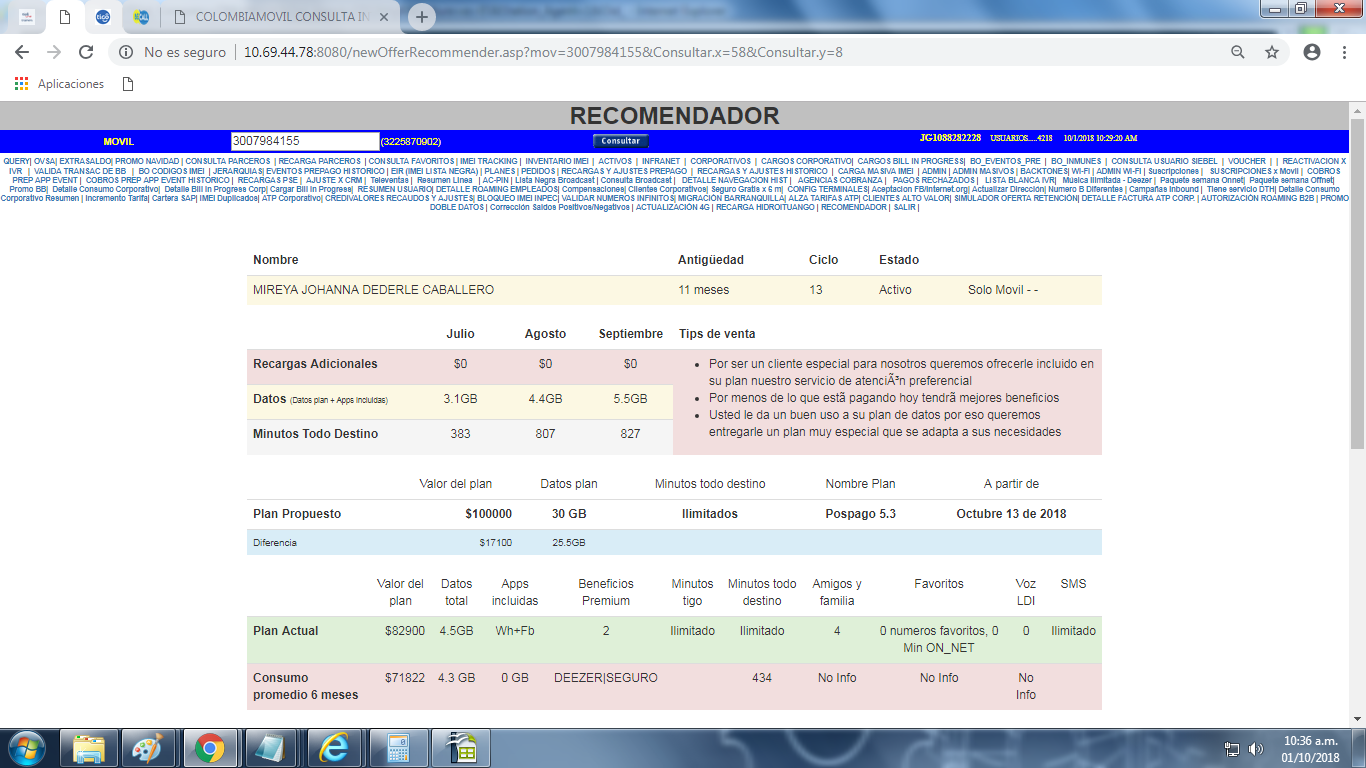 COLOMBIAMOVIL CONSULTA IN
No es seguro | 10.69.44.78:8080/newOfferRecommender.asp?mov=3007984155&Consultar.x=58&Consultar.y=8
Aplicaciones
RECOMENDADOR
MOVIL 3007984155 (3225870902) Consultar JG1088282228 USUARIOS....4218 10/1/2018 10:29:20 AM
QUERY| OVSA| EXTRASALDO| PROMO NAVIDAD | CONSULTA PARCEROS | RECARGA PARCEROS | CONSULTA FAVORITOS | IMEI TRACKING | INVENTARIO IMEI | ACTIVOS | INFRANET | CORPORATIVOS | CARGOS CORPORATIVO| CARGOS BILL IN PROGRESS| BO_EVENTOS_PRE | BO_INMUNES | CONSULTA USUARIO SIEBEL | VOUCHER | | REACTIVACION X
IVR | VALIDA TRANSAC DE BB | BO CODIGOS IMEI | JERARQUIAS| EVENTOS PREPAGO HISTORICO | EIR (IMEI LISTA NEGRA) | PLANES | PEDIDOS | RECARGAS Y AJUSTES PREPAGO | RECARGAS Y AJUSTES HISTORICO | CARGA MASIVA IMEI | ADMIN | ADMIN MASIVOS | BACKTONES| WI-FI | ADMIN WI-FI | Suscripciones | SUSCRIPCIONES x Movil | COBROS
PREP APP EVENT | COBROS PREP APP EVENT HISTORICO | RECARGAS PSE | AJUSTE X CRM | Televentas | Resumen Linea | AC-PIN | Lista Negra Broadcast | Consulta Broadcast | DETALLE NAVEGACION HIST | AGENCIAS COBRANZA | PAGOS RECHAZADOS | LISTA BLANCA IVR| Música Ilimitada - Deezer | Paquete semana Onnet| Paquete semana Offnet|
Promo BB| Detalle Consumo Corporativo| Detalle Bill In Progress Corp| Cargar Bill In Progress| RESUMEN USUARIO| DETALLE ROAMING EMPLEADOS| Compensaciones| Clientes Corporativos| Seguro Gratis x 6 m| CONFIG TERMINALES| Aceptacion FB/Internet.org| Actualizar Dirección| Numero B Diferentes | Campañas Inbound | Tiene servicio DTH| Detalle Consumo
Corporativo Resumen | Incremento Tarifa| Cartera SAP| IMEI Duplicados| ATP Corporativo| CREDIVALORES RECAUDOS Y AJUSTES| BLOQUEO IMEI INPEC| VALIDAR NUMEROS INFINITOS| MIGRACIÓN BARRANQUILLA| ALZA TARIFAS ATP| CLIENTES ALTO VALOR| SIMULADOR OFERTA RETENCIÓN| DETALLE FACTURA ATP CORP. | AUTORIZACIÓN ROAMING B2B | PROMO
DOBLE DATOS | Corrección Saldos Positivos/Negativos | ACTUALIZACIÓN 4G | RECARGA HIDROITUANGO | RECOMENDADOR | SALIR |
Nombre Antigüedad Ciclo Estado
MIREYA JOHANNA DEDERLE CABALLERO 11 meses 13 Activo Solo Movil - -
Julio Agosto Septiembre Tips de venta
Recargas Adicionales $0 $0 $0
Datos (Datos plan + Apps incluidas) 3.1GB 4.4GB 5.5GB
Minutos Todo Destino 383 807 827
Por ser un cliente especial para nosotros queremos ofrecerle incluido en
su plan nuestro servicio de atenciÃ³n preferencial
Por menos de lo que estã pagando hoy tendrã mejores beneficios
Usted le da un buen uso a su plan de datos por eso queremos
entregarle un plan muy especial que se adapta a sus necesidades
Valor del plan Datos plan Minutos todo destino Nombre Plan A partir de
Plan Propuesto $100000 30 GB Ilimitados Pospago 5.3 Octubre 13 de 2018
Diferencia $17100 25.5GB
Valor del plan Datos total Apps incluidas Beneficios Premium Minutos tigo Minutos todo destino Amigos y familia Favoritos Voz LDI SMS
Plan Actual $82900 4.5GB Wh+Fb 2 Ilimitado Ilimitado 4 0 numeros favoritos, 0 Min ON_NET 0 Ilimitado
Consumo promedio 6 meses $71822 4.3 GB 0 GB DEEZER|SEGURO 434 No Info No Info No Info
10:36 a.m.
01/10/2018